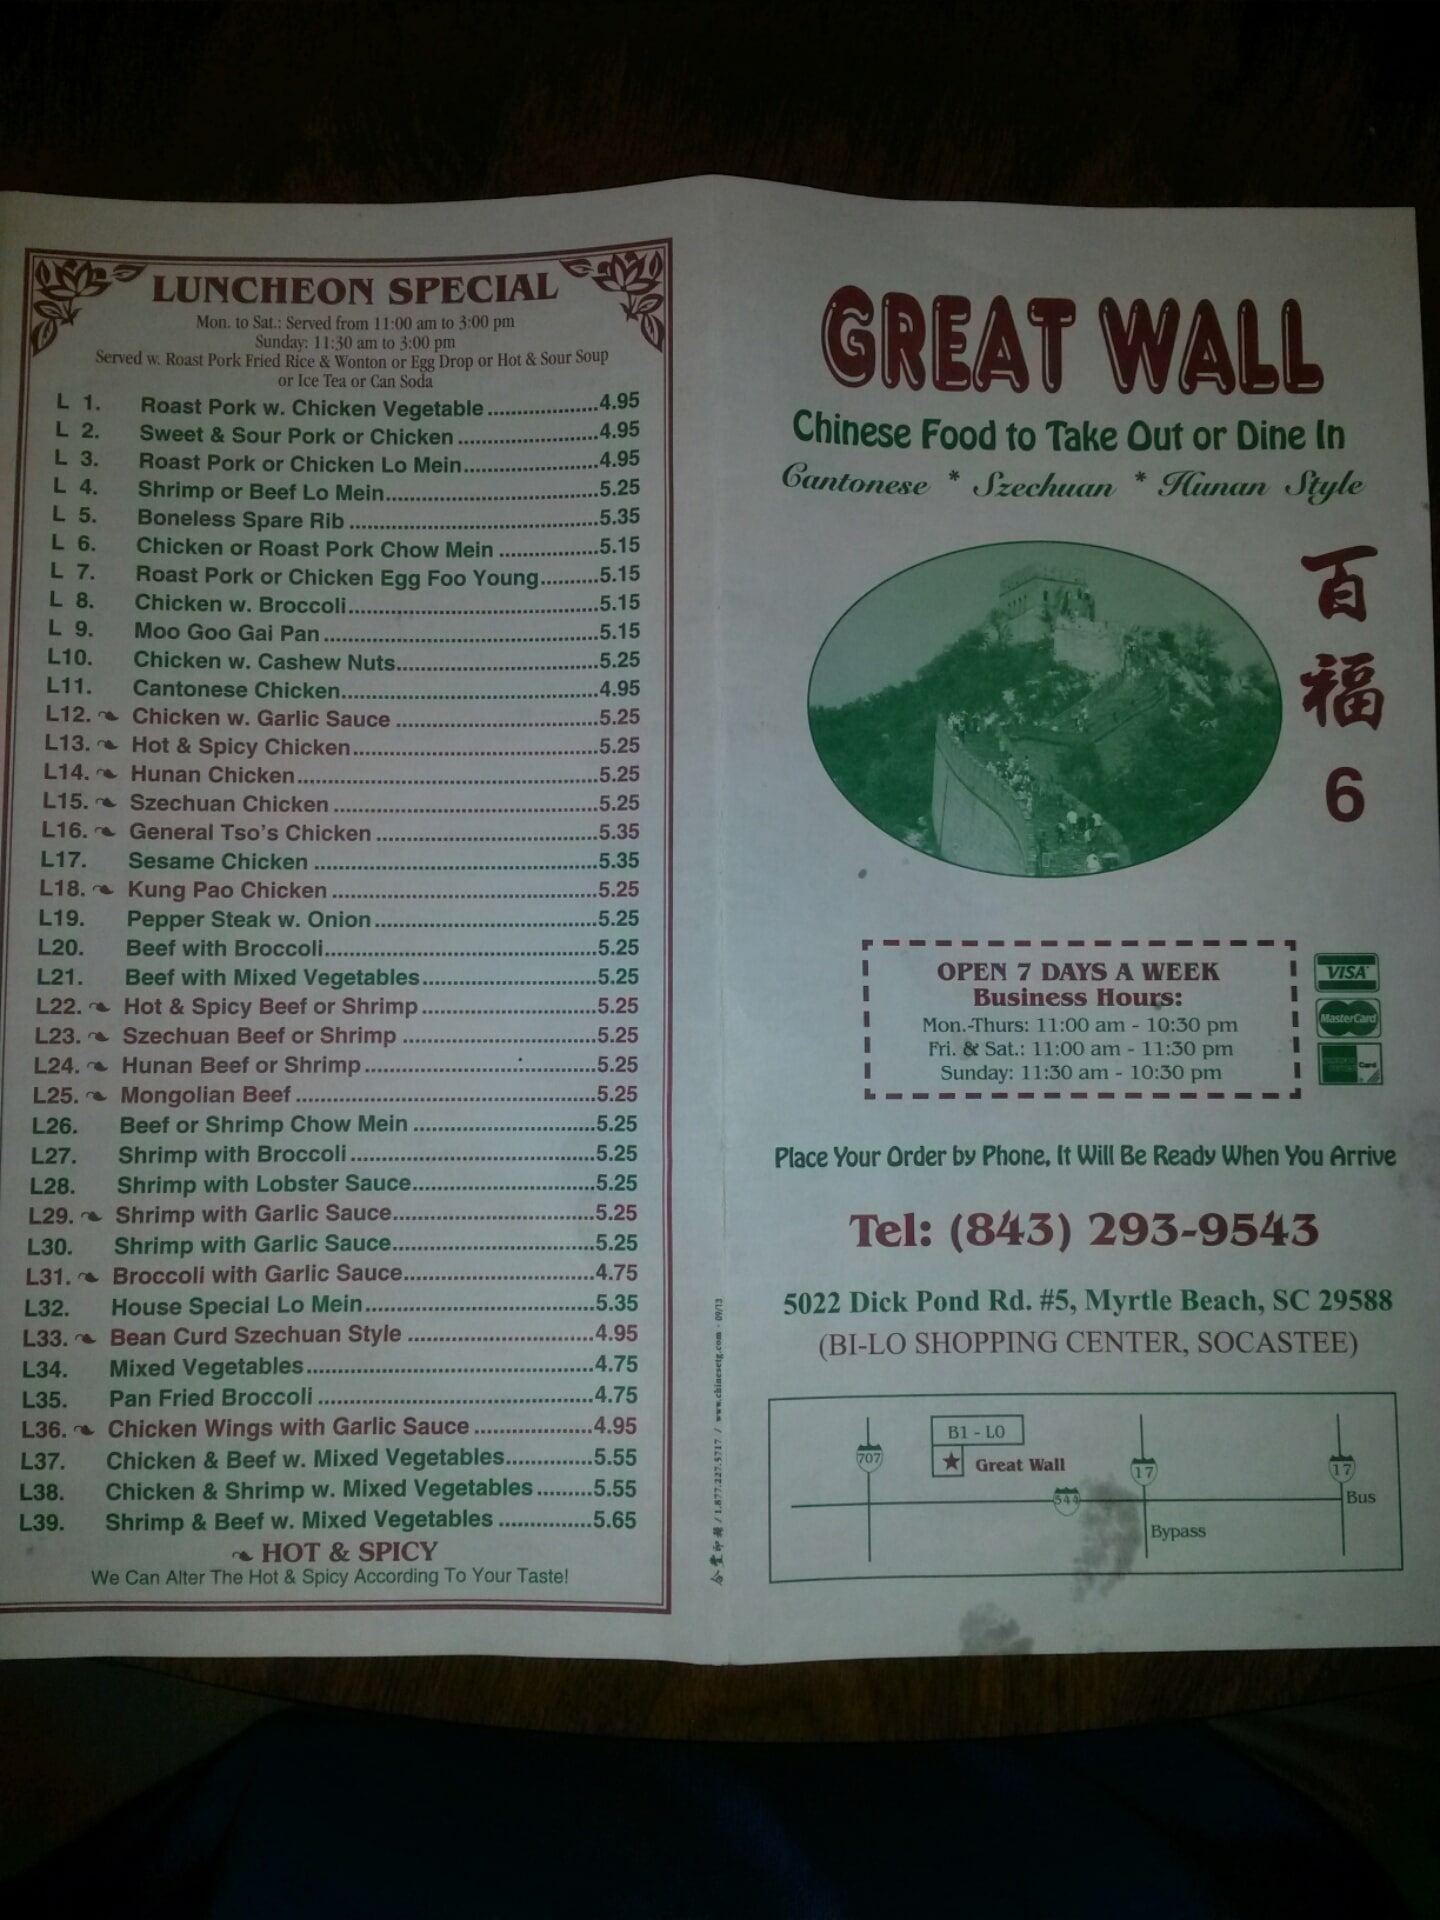 LUNCHEON SPECIAL
Mon. to Sat.: Served from 11:00 am to 3:00 pm
Sunday: 11:30 am to 3:00 pm
Served w. Roast Pork Fried Rice & Wonton or Egg Drop or Hot & Sour Soup
or Ice Tea or Can Soda
L 1. Roast Pork w. Chicken Vegetable ...................4.95
L 2. Sweet & Sour Pork or Chicken ........................4.95
L 3. Roast Pork or Chicken Lo Mein.......................4.95
L 4. Shrimp or Beef Lo Mein....................................5.25
L 5. Boneless Spare Rib ..........................................5.35
L 6. Chicken or Roast Pork Chow Mein .................5.15
L 7. Roast Pork or Chicken Egg Foo Young..........5.15
L 8. Chicken w. Broccoli...........................................5.15
L 9. Moo Goo Gai Pan ..............................................5.15
L10. Chicken w. Cashew Nuts..................................5.25
L11. Cantonese Chicken...........................................4.95
L12. Chicken w. Garlic Sauce ..................................5.25
L13. Hot & Spicy Chicken.........................................5.25
L14. Hunan Chicken..................................................5.25
L15. Szechuan Chicken ............................................5.25
L16. General Tso's Chicken .....................................5.35
L17. Sesame Chicken ...............................................5.35
L18. Kung Pao Chicken ............................................5.25
L19. Pepper Steak w. Onion .....................................5.25
L20. Beef with Broccoli.............................................5.25
L21. Beef with Mixed Vegetables.............................5.25
L22. Hot & Spicy Beef or Shrimp .............................5.25
L23. Szechuan Beef or Shrimp ................................5.25
L24. Hunan Beef or Shrimp ......................................5.25
L25. Mongolian Beef ..................................................5.25
L26. Beef or Shrimp Chow Mein ..............................5.25
L27. Shrimp with Broccoli .........................................5.25
L28. Shrimp with Lobster Sauce..............................5.25
L29. Shrimp with Garlic Sauce.................................5.25
L30. Shrimp with Garlic Sauce.................................5.25
L31. Broccoli with Garlic Sauce...............................4.75
L32. House Special Lo Mein .....................................5.35
L33. Bean Curd Szechuan Style ..............................4.95
L34. Mixed Vegetables...............................................4.75
L35. Pan Fried Broccoli .............................................4.75
L36. Chicken Wings with Garlic Sauce ...................4.95
L37. Chicken & Beef w. Mixed Vegetables..............5.55
L38. Chicken & Shrimp w. Mixed Vegetables .........5.55
L39. Shrimp & Beef w. Mixed Vegetables ...............5.65
HOT & SPICY
We Can Alter The Hot & Spicy According To Your Taste!
www.chinesetg.com - 09/13
1.877.227.5717 /
GREAT WALL
Chinese Food to Take Out or Dine In
Cantonese * Szechuan * Hunan Style
百
福
6
OPEN 7 DAYS A WEEK
Business Hours:
Mon.-Thurs: 11:00 am - 10:30 pm
Fri. & Sat.: 11:00 am - 11:30 pm
Sunday: 11:30 am - 10:30 pm
VISA
MasterCard
Card
Place Your Order by Phone, It Will Be Ready When You Arrive
Tel: (843) 293-9543
5022 Dick Pond Rd. #5, Myrtle Beach, SC 29588
(BI-LO SHOPPING CENTER, SOCASTEE)
B1 - L0
707
Great Wall
17
17
544
Bus
Bypass